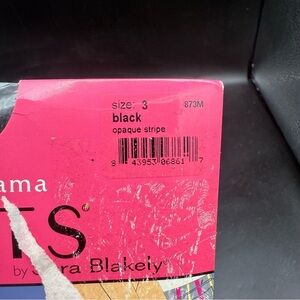 size: 3 873M
black
opaque stripe
8 43953 06861 7
ama
TS®
by Sara Blakely